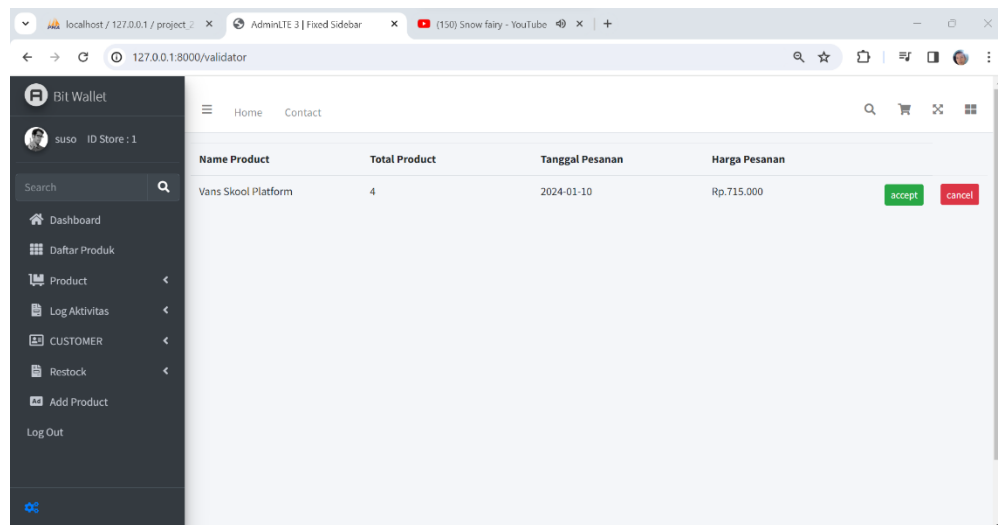 localhost / 127.0.0.1 / project_2
AdminLTE 3 | Fixed Sidebar
(150) Snow fairy - YouTube
127.0.0.1:8000/validator
Bit Wallet
Home Contact
suso ID Store : 1
Name Product Total Product Tanggal Pesanan Harga Pesanan
Search
Vans Skool Platform 4 2024-01-10 Rp.715.000 accept cancel
Dashboard
Daftar Produk
Product
Log Aktivitas
CUSTOMER
Restock
Ad Add Product
Log Out